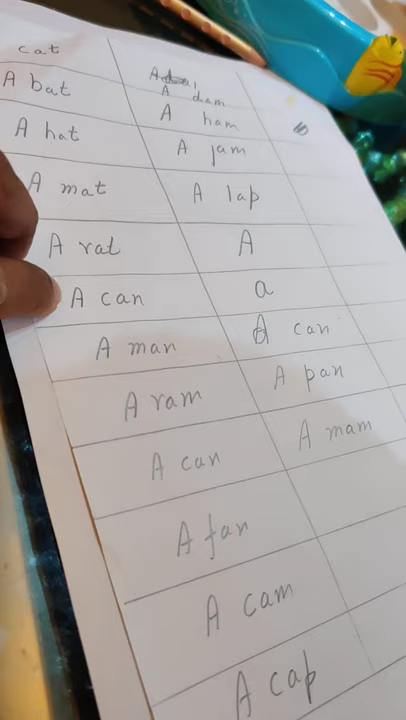 cat
A bat
A hat
A mat
A rat
A can
A man
A ram
A can
A fan
A cam
A cap
A
A dam
A ham
A jam
A lap
A
a
A can
A pan
A mam